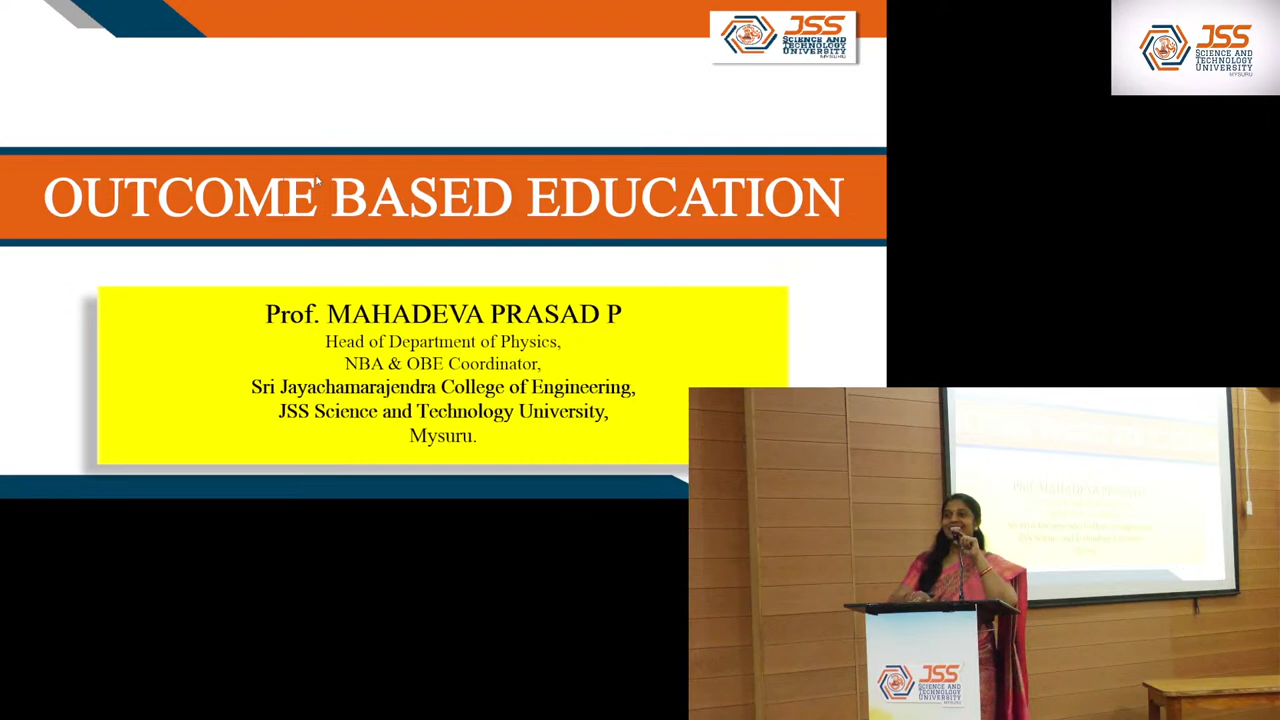 JSS
SCIENCE AND
TECHNOLOGY
UNIVERSITY
MYSURU
JSS
SCIENCE AND
TECHNOLOGY
UNIVERSITY
MYSURU
OUTCOME BASED EDUCATION
Prof. MAHADEVA PRASAD P
Head of Department of Physics,
NBA & OBE Coordinator,
Sri Jayachamarajendra College of Engineering,
JSS Science and Technology University,
Mysuru.
JSS
SCIENCE AND
TECHNOLOGY
UNIVERSITY
MYSURU